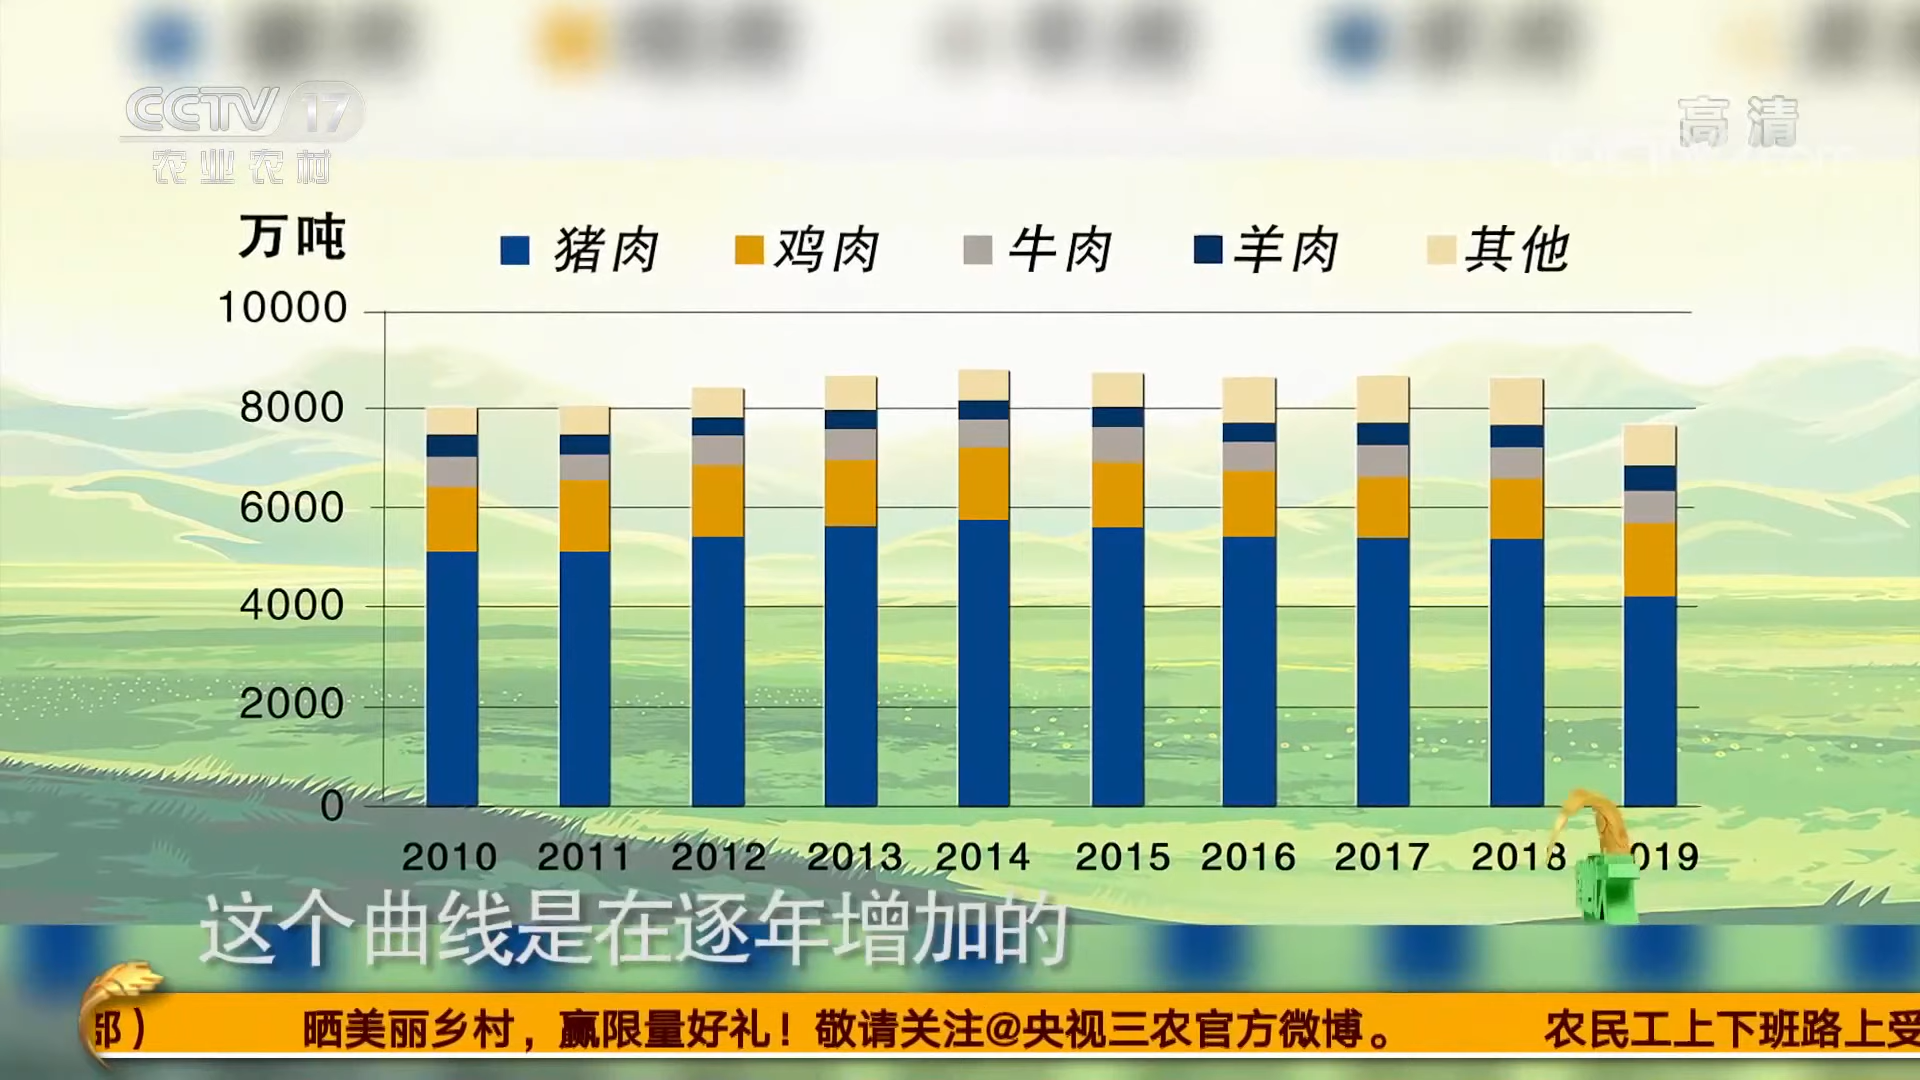 CCTV 17
农业农村
高清
万吨
猪肉 鸡肉 牛肉 羊肉 其他
10000
8000
6000
4000
2000
0
2010 2011 2012 2013 2014 2015 2016 2017 2018 019
这个曲线是在逐年增加的
部） 晒美丽乡村，赢限量好礼！敬请关注@央视三农官方微博。 农民工上下班路上受